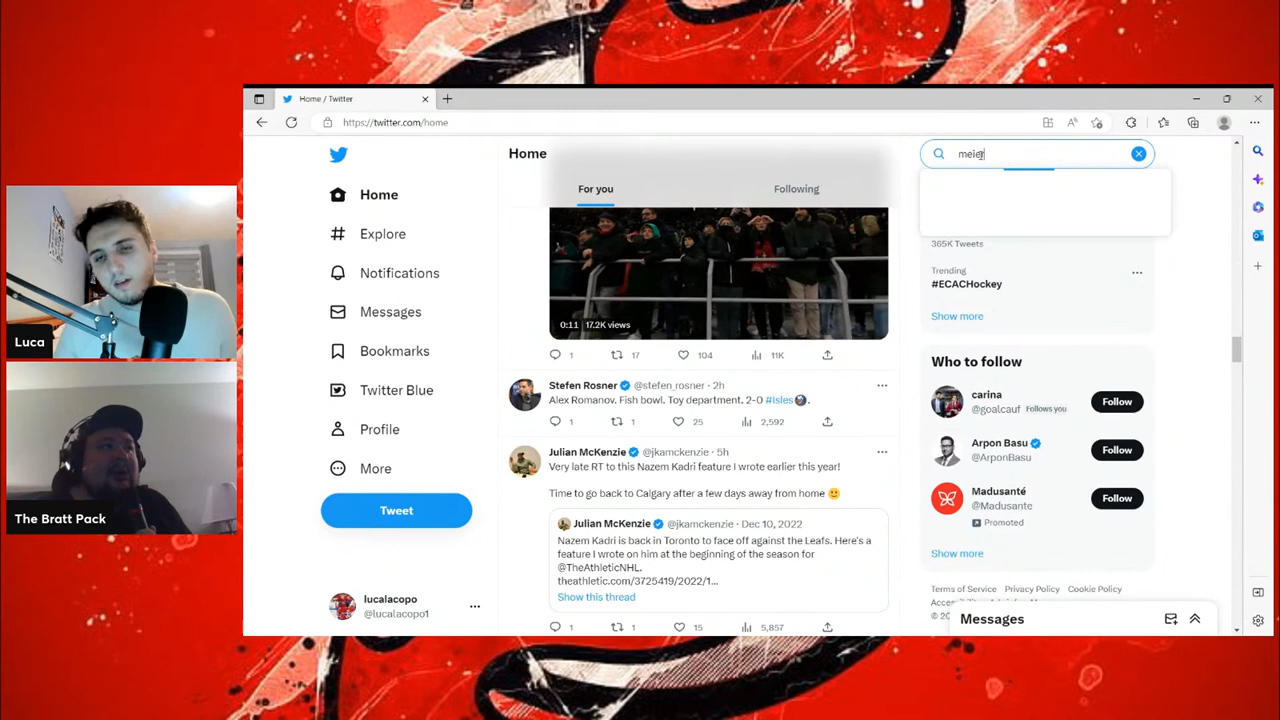 Home / Twitter
https://twitter.com/home
Home
Explore
Notifications
Messages
Bookmarks
Twitter Blue
Profile
More
Tweet
lucalacopo
@lucalacopo1
Home
For you
Following
0:11 17.2K views
1 17 104 11K
Stefen Rosner @stefen_rosner · 2h
Alex Romanov. Fish bowl. Toy department. 2-0 #Isles.
1 1 25 2,592
Julian McKenzie @jkamckenzie · 5h
Very late RT to this Nazem Kadri feature I wrote earlier this year!
Time to go back to Calgary after a few days away from home
Julian McKenzie @jkamckenzie · Dec 10, 2022
Nazem Kadri is back in Toronto to face off against the Leafs. Here's a
feature I wrote on him at the beginning of the season for
@TheAthleticNHL.
theathletic.com/3725419/2022/1...
Show this thread
1 1 15 5,857
meier
365K Tweets
Trending
#ECACHockey
Show more
Who to follow
carina
@goalcauf Follows you
Follow
Arpon Basu
@ArponBasu
Follow
Madusanté
@Madusante
Promoted
Follow
Show more
Terms of Service Privacy Policy Cookie Policy
Messages
Luca
The Bratt Pack